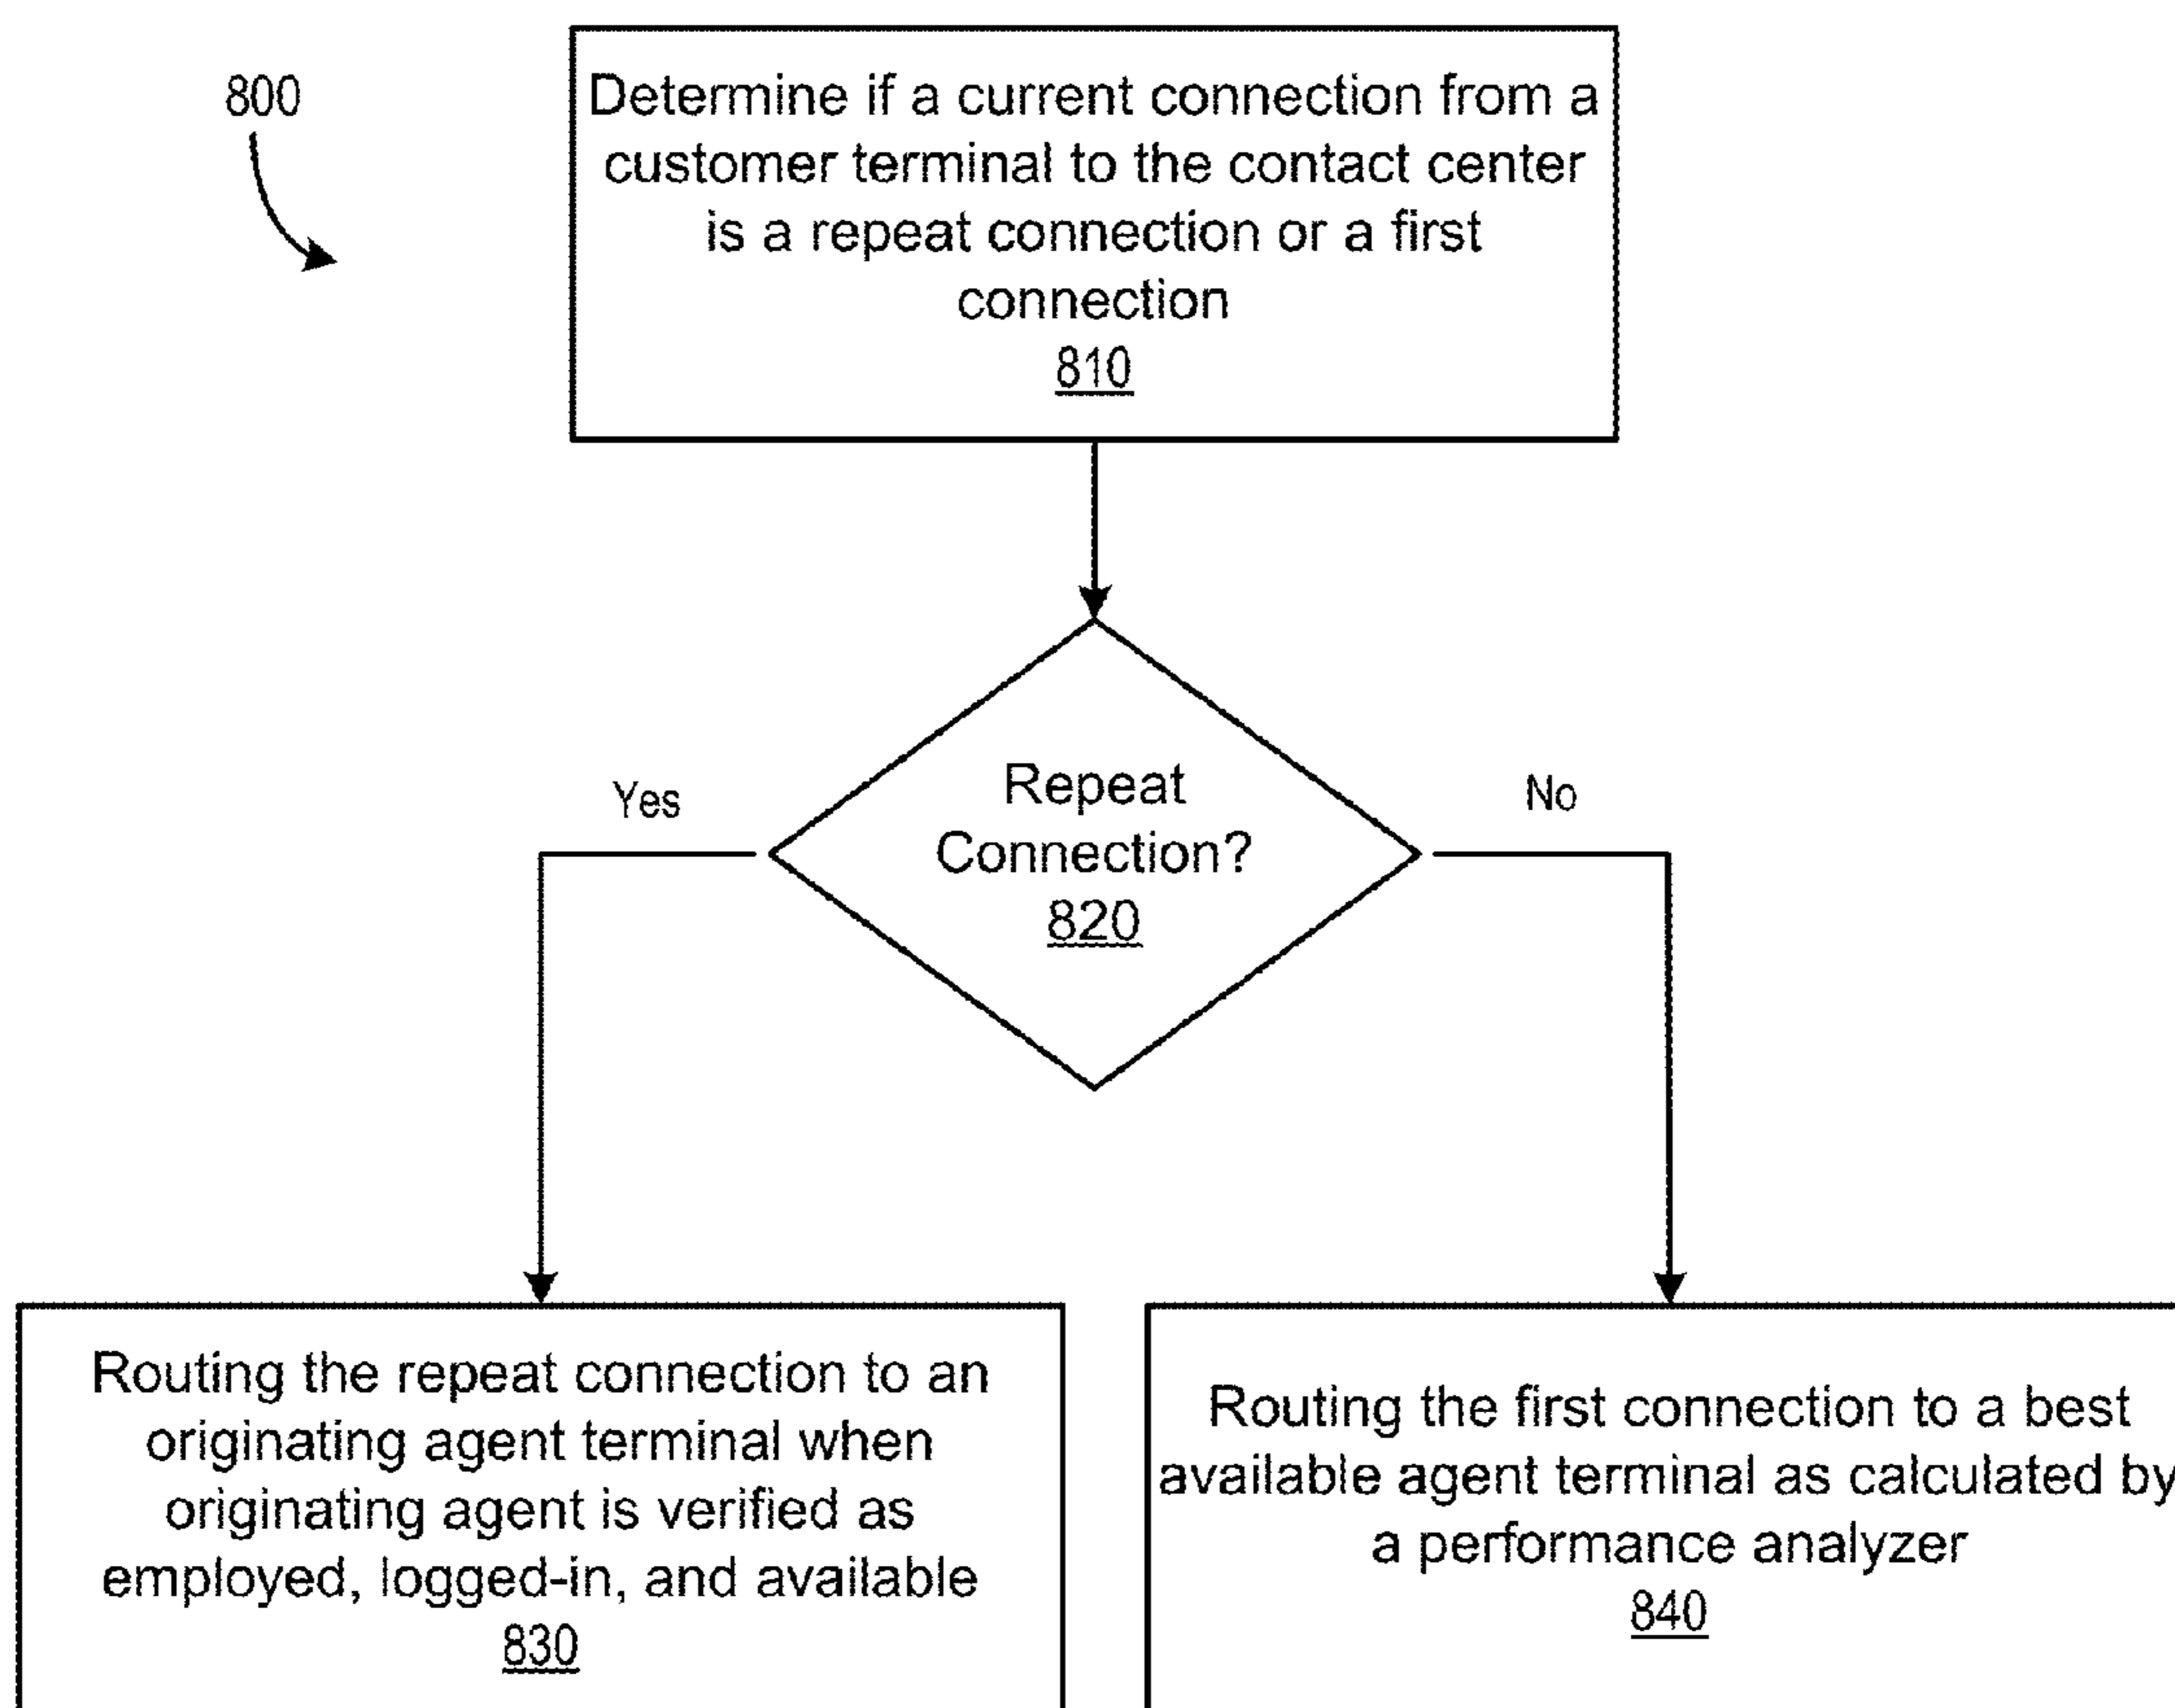 800
Determine if a current connection from a
customer terminal to the contact center
is a repeat connection or a first
connection
810
Repeat
Connection?
820
Yes
No
Routing the repeat connection to an
originating agent terminal when
originating agent is verified as
employed, logged-in, and available
830
Routing the first connection to a best
available agent terminal as calculated by
a performance analyzer
840